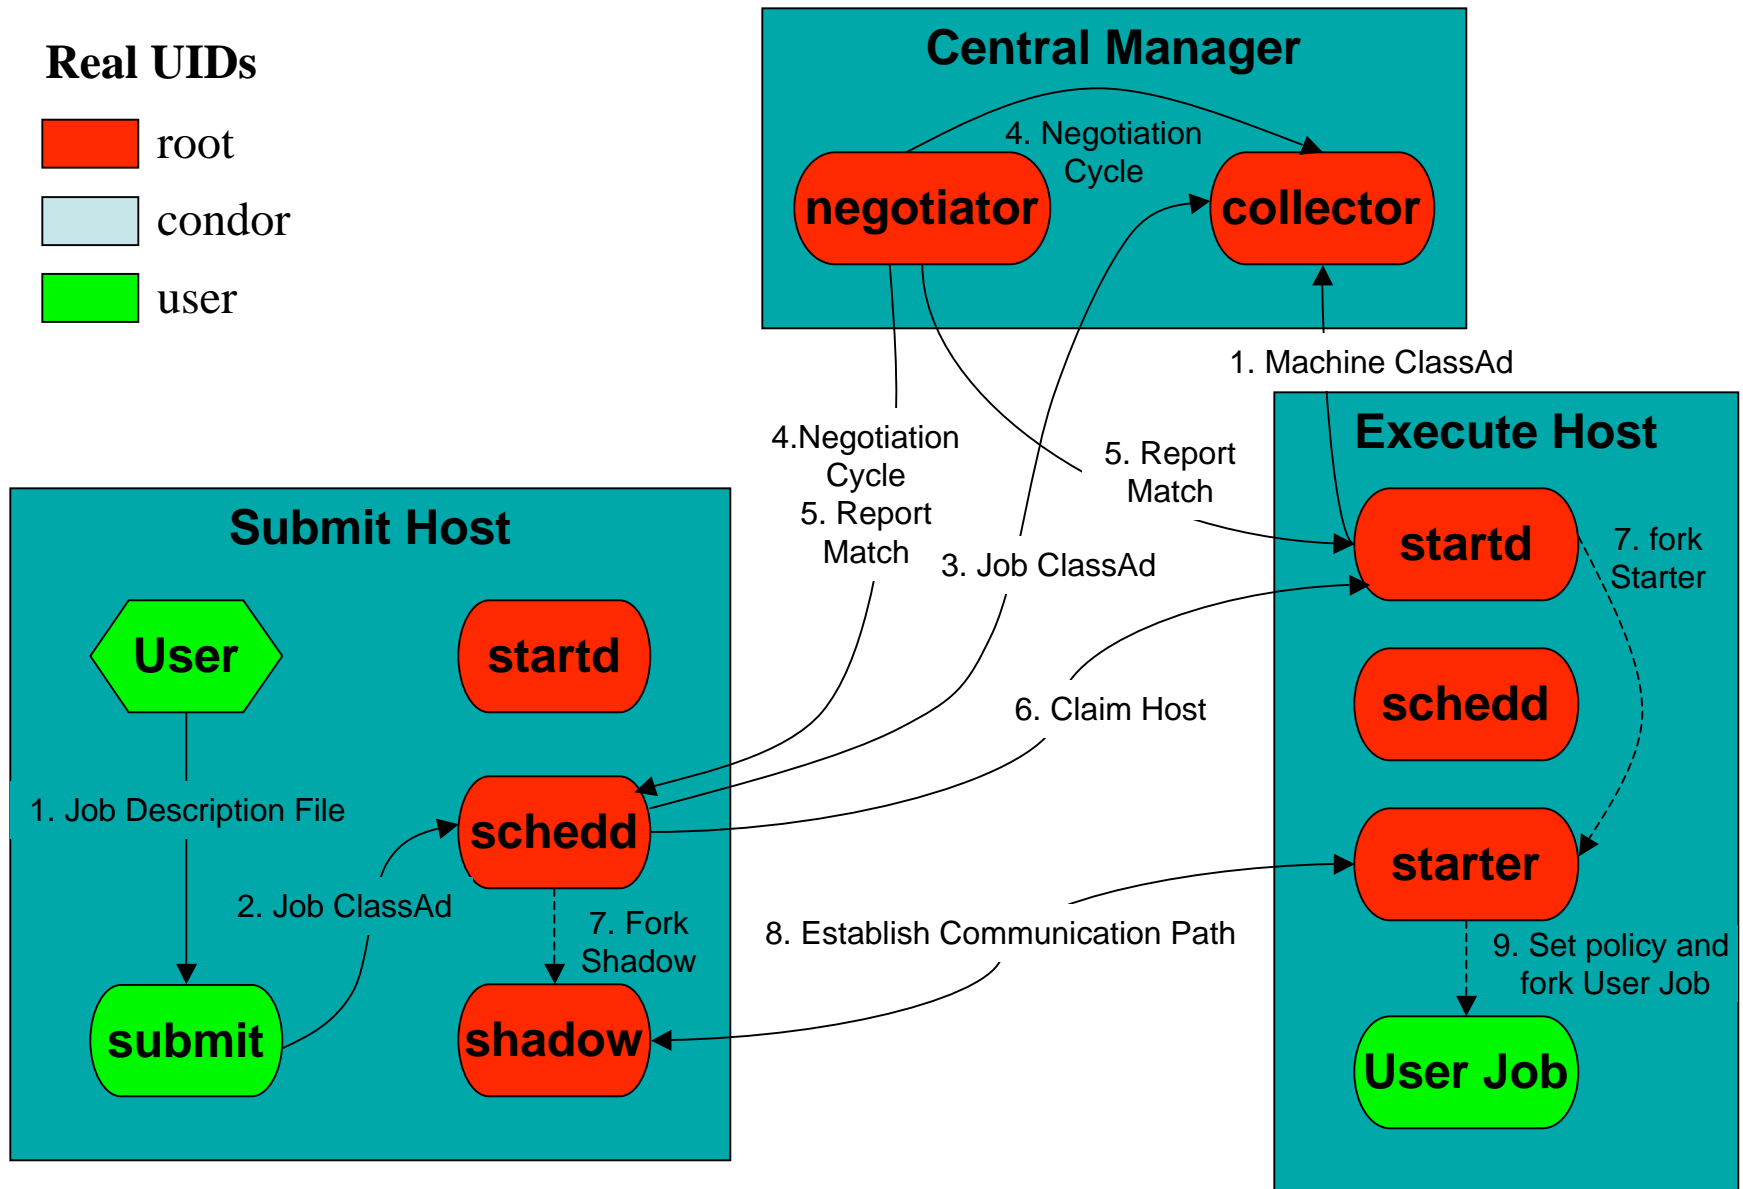 Real UIDs
root
condor
user
Central Manager
4. Negotiation
Cycle
negotiator
collector
1. Machine ClassAd
4.Negotiation
Cycle
5. Report
Match
5. Report
Match
3. Job ClassAd
6. Claim Host
8. Establish Communication Path
Submit Host
User
startd
1. Job Description File
schedd
2. Job ClassAd
7. Fork
Shadow
submit
shadow
Execute Host
startd
7. fork
Starter
schedd
starter
9. Set policy and
fork User Job
User Job